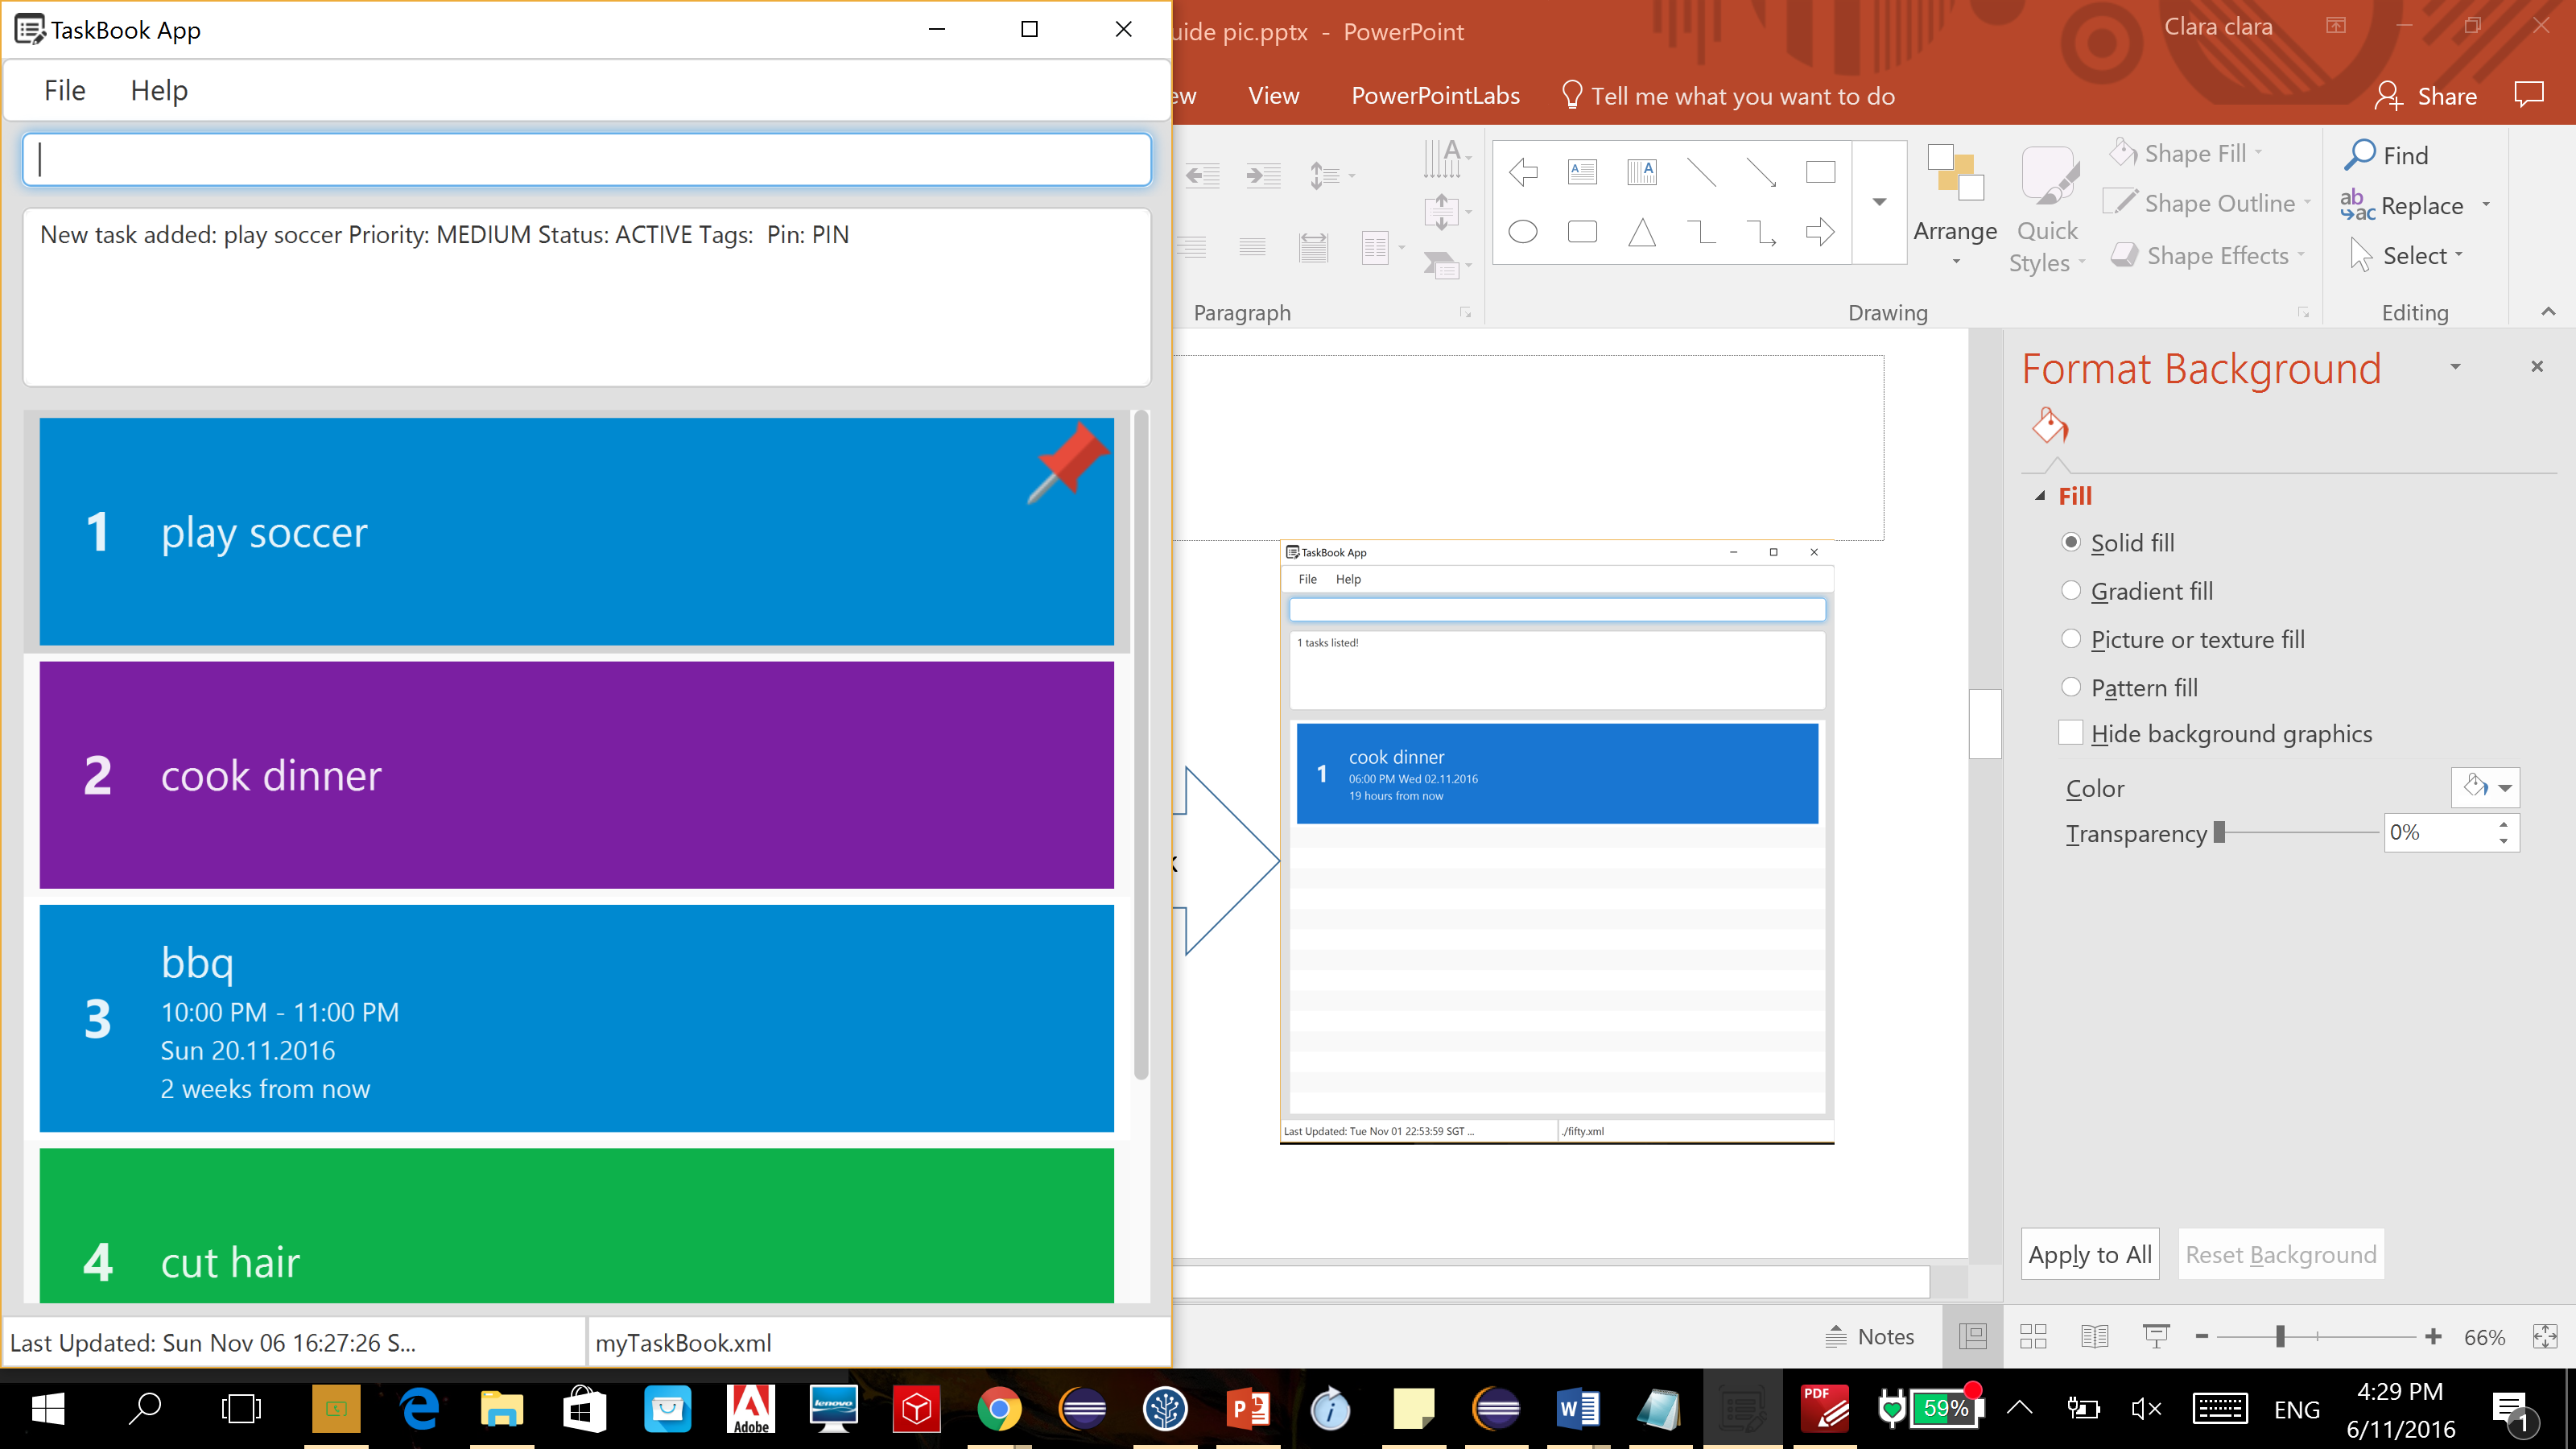 TaskBook App
File Help
New task added: play soccer Priority: MEDIUM Status: ACTIVE Tags:  Pin: PIN
1 play soccer
2 cook dinner
3 bbq
10:00 PM - 11:00 PM
Sun 20.11.2016
2 weeks from now
4 cut hair
Last Updated: Sun Nov 06 16:27:26 S... myTaskBook.xml
uide pic.pptx - PowerPoint Clara clara
ew View PowerPointLabs Tell me what you want to do Share
Shape Fill Find
Shape Outline Replace
Arrange Quick Styles Shape Effects Select
Paragraph Drawing Editing
Format Background
Fill
Solid fill
Gradient fill
Picture or texture fill
Pattern fill
Hide background graphics
Color
Transparency 0%
Apply to All Reset Background
TaskBook App
File Help
1 tasks listed!
1 cook dinner
06:00 PM Wed 02.11.2016
19 hours from now
Last Updated: Tue Nov 01 22:53:59 SGT ... ./fifty.xml
Notes 66%
Adobe lenovo PDF 59% ENG 4:29 PM
6/11/2016 1